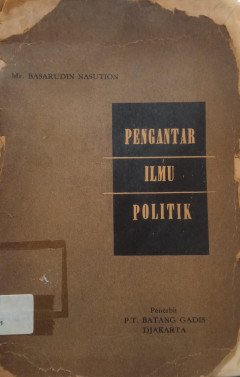 Mr. BASARUDIN NASUTION
PENGANTAR
ILMU
POLITIK
Penerbit
P.T. BATANG GADIS
DJAKARTA